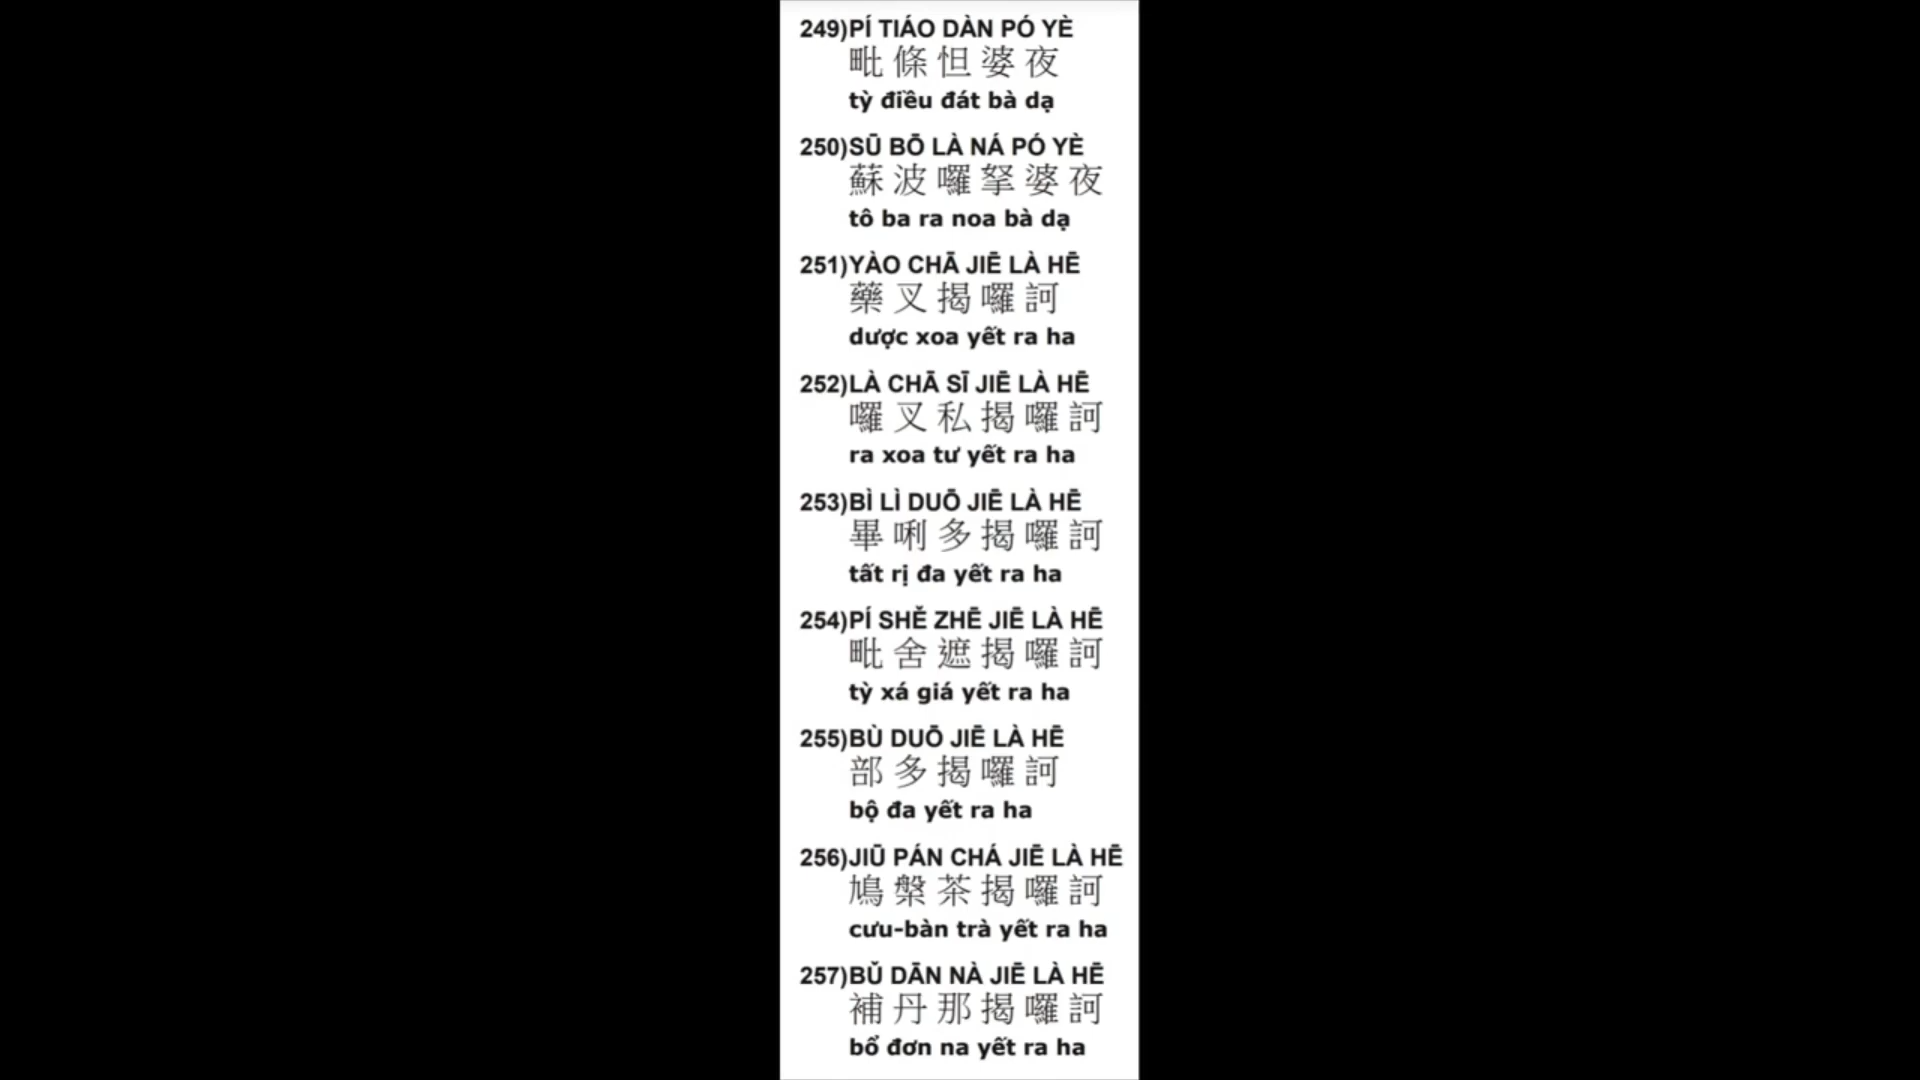 249)PÍ TIÁO DÀN PÓ YÈ
毗條怛婆夜
tỳ điều đát bà dạ
250)SŪ BŌ LÀ NÁ PÓ YÈ
蘇波囉拏婆夜
tô ba ra noa bà dạ
251)YÀO CHĀ JIĒ LÀ HĒ
藥叉揭囉訶
dược xoa yết ra ha
252)LÀ CHĀ SĪ JIĒ LÀ HĒ
囉叉私揭囉訶
ra xoa tư yết ra ha
253)BÌ LÌ DUŌ JIĒ LÀ HĒ
畢唎多揭囉訶
tất rị đa yết ra ha
254)PÍ SHĚ ZHĒ JIĒ LÀ HĒ
毗舍遮揭囉訶
tỳ xá giá yết ra ha
255)BÙ DUŌ JIĒ LÀ HĒ
部多揭囉訶
bộ đa yết ra ha
256)JIŪ PÁN CHÁ JIĒ LÀ HĒ
鳩槃茶揭囉訶
cưu-bàn trà yết ra ha
257)BǓ DĀN NÀ JIĒ LÀ HĒ
補丹那揭囉訶
bổ đơn na yết ra ha